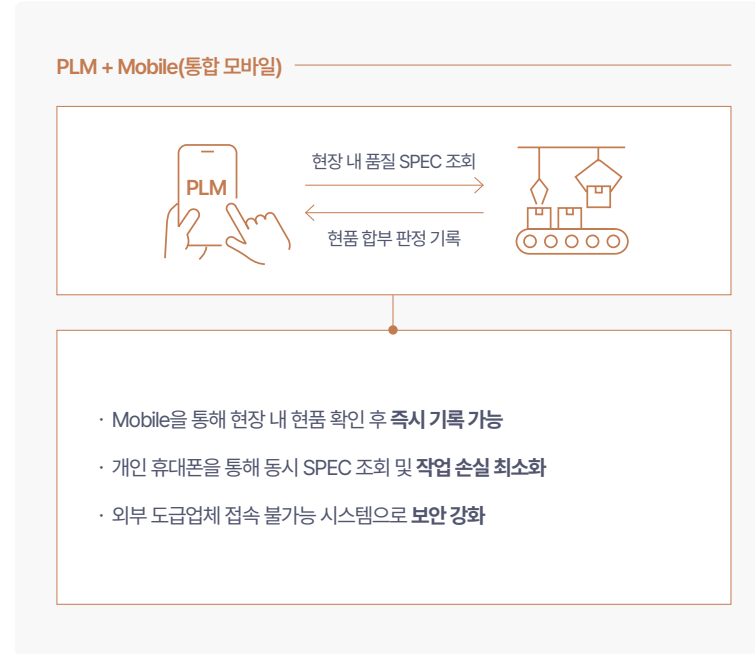 PLM + Mobile(통합 모바일)
PLM
현장 내 품질 SPEC 조회
현품 합부 판정 기록
· Mobile을 통해 현장 내 현품 확인 후 즉시 기록 가능
· 개인 휴대폰을 통해 동시 SPEC 조회 및 작업 손실 최소화
· 외부 도급업체 접속 불가능 시스템으로 보안 강화